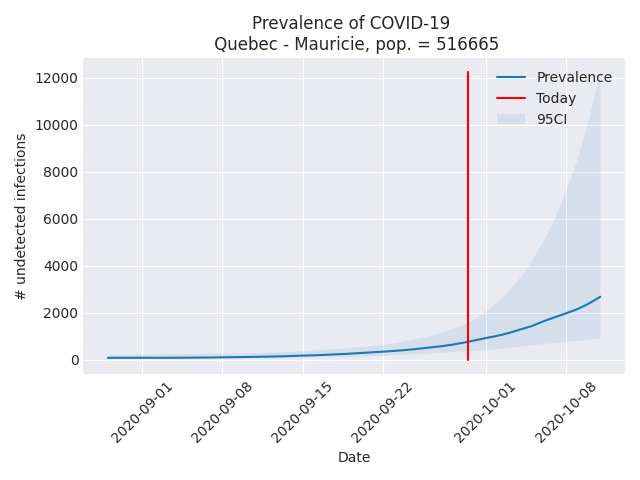 Prevalence of COVID-19
Quebec - Mauricie, pop. = 516665
Prevalence
Today
95CI
# undetected infections
12000
10000
8000
6000
4000
2000
0
2020-09-01
2020-09-08
2020-09-15
2020-09-22
2020-10-01
2020-10-08
Date